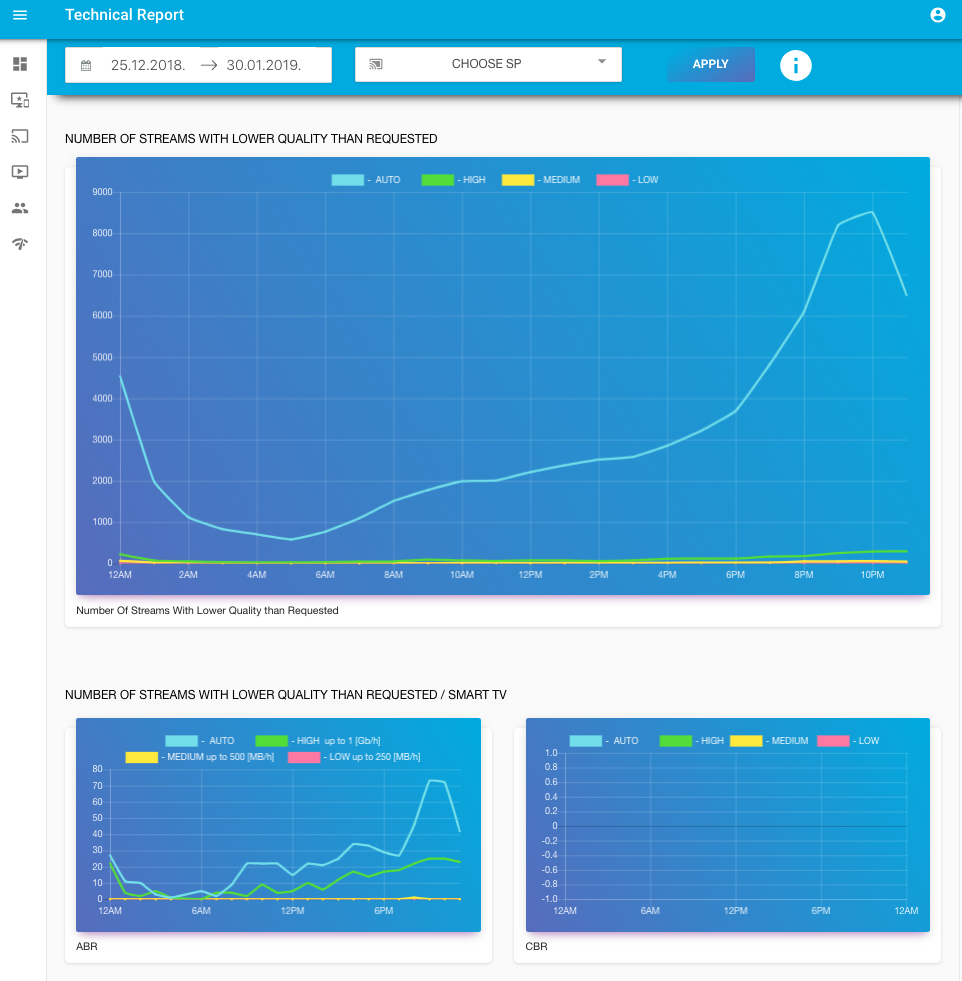 Technical Report
25.12.2018. → 30.01.2019.
CHOOSE SP
APPLY
i
NUMBER OF STREAMS WITH LOWER QUALITY THAN REQUESTED
- AUTO - HIGH - MEDIUM - LOW
9000
8000
7000
6000
5000
4000
3000
2000
1000
0
12AM 2AM 4AM 6AM 8AM 10AM 12PM 2PM 4PM 6PM 8PM 10PM
Number Of Streams With Lower Quality than Requested
NUMBER OF STREAMS WITH LOWER QUALITY THAN REQUESTED / SMART TV
- AUTO - HIGH up to 1 [Gb/h]
- MEDIUM up to 500 [MB/h] - LOW up to 250 [MB/h]
80
70
60
50
40
30
20
10
0
12AM 6AM 12PM 6PM
ABR
- AUTO - HIGH - MEDIUM - LOW
1.0
0.8
0.6
0.4
0.2
0
-0.2
-0.4
-0.6
-0.8
-1.0
12AM 6AM 12PM 6PM 12AM
CBR